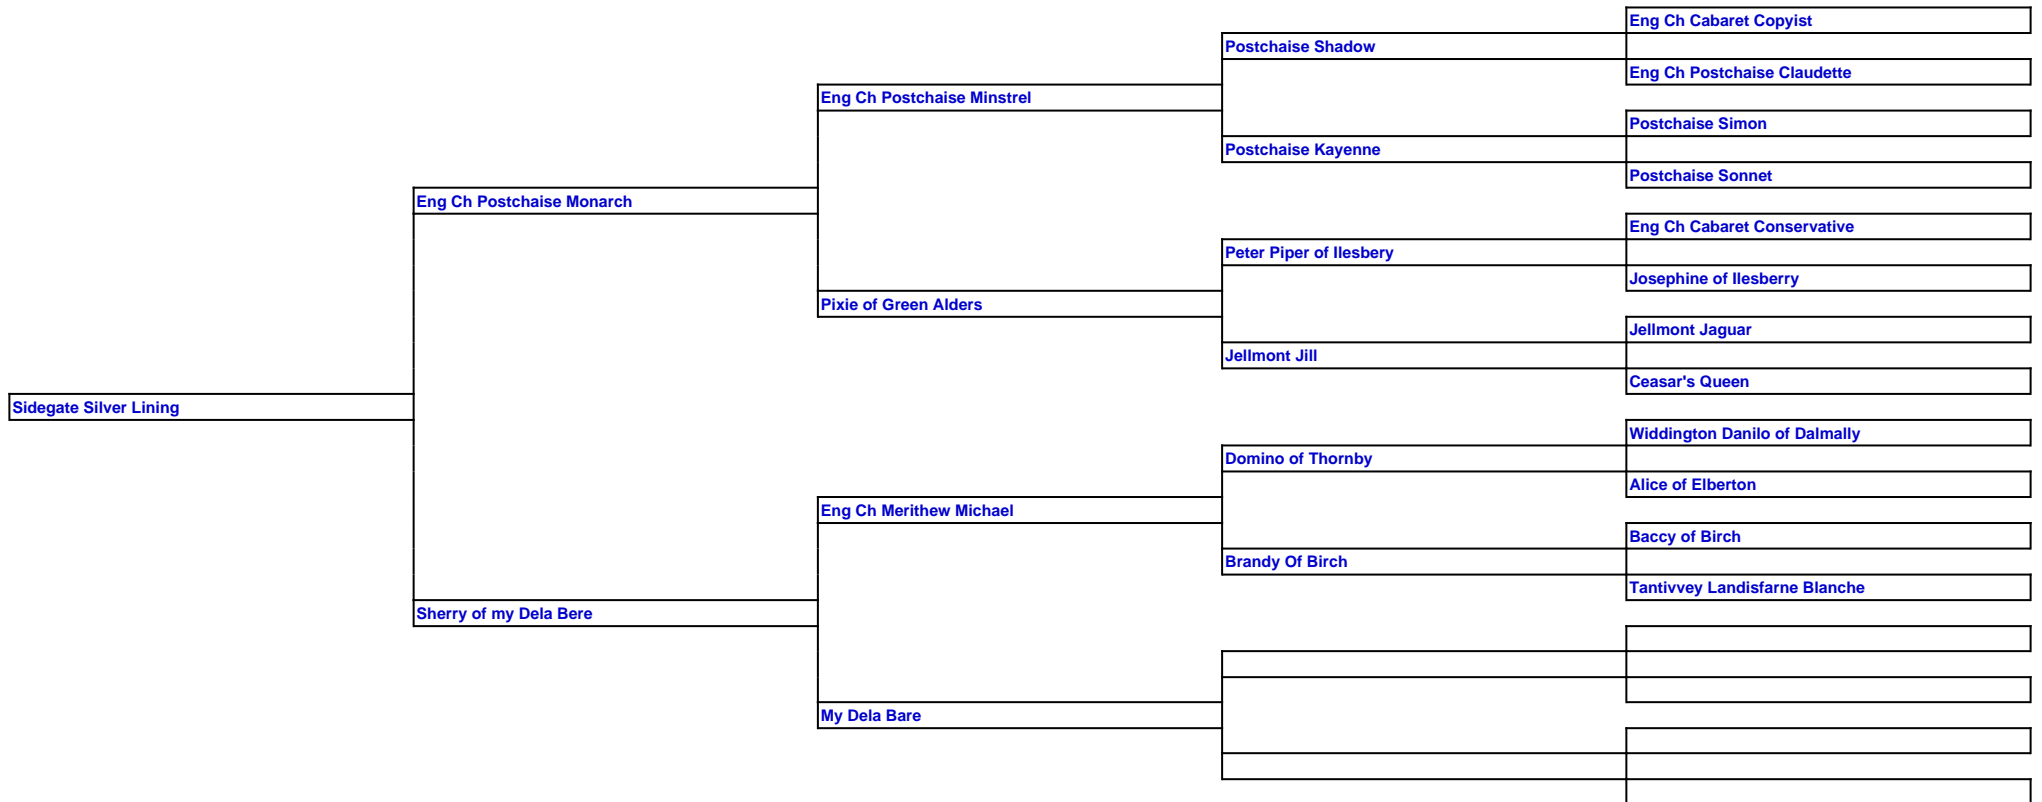 Eng Ch Cabaret Copyist
Postchaise Shadow
Eng Ch Postchaise Claudette
Eng Ch Postchaise Minstrel
Postchaise Simon
Postchaise Kayenne
Postchaise Sonnet
Eng Ch Postchaise Monarch
Eng Ch Cabaret Conservative
Peter Piper of Ilesbery
Josephine of Ilesberry
Pixie of Green Alders
Jellmont Jaguar
Jellmont Jill
Ceasar's Queen
Sidegate Silver Lining
Widdington Danilo of Dalmally
Domino of Thornby
Alice of Elberton
Eng Ch Merithew Michael
Baccy of Birch
Brandy Of Birch
Tantivvey Landisfarne Blanche
Sherry of my Dela Bere
My Dela Bare